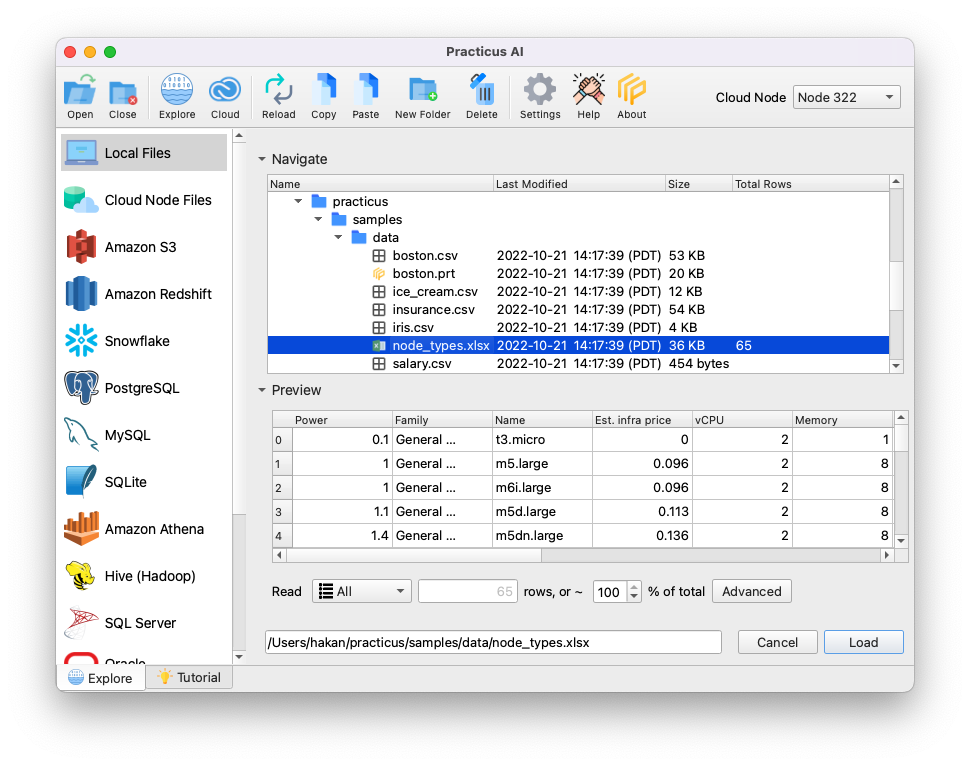 Practicus AI
Open Close Explore Cloud Reload Copy Paste New Folder Delete Settings Help About Cloud Node Node 322
Local Files
Cloud Node Files
Amazon S3
Amazon Redshift
Snowflake
PostgreSQL
MySQL
SQLite
Amazon Athena
Hive (Hadoop)
SQL Server
Oracle
Navigate
Name Last Modified Size Total Rows
practicus
samples
data
boston.csv 2022-10-21 14:17:39 (PDT) 53 KB
boston.prt 2022-10-21 14:17:39 (PDT) 20 KB
ice_cream.csv 2022-10-21 14:17:39 (PDT) 12 KB
insurance.csv 2022-10-21 14:17:39 (PDT) 54 KB
iris.csv 2022-10-21 14:17:39 (PDT) 4 KB
node_types.xlsx 2022-10-21 14:17:39 (PDT) 36 KB 65
salary.csv 2022-10-21 14:17:39 (PDT) 454 bytes
Preview
Power Family Name Est. infra price vCPU Memory
0 0.1 General ... t3.micro 0 2 1
1 1 General ... m5.large 0.096 2 8
2 1 General ... m6i.large 0.096 2 8
3 1.1 General ... m5d.large 0.113 2 8
4 1.4 General ... m5dn.large 0.136 2 8
Read All 65 rows, or ~ 100 % of total Advanced
/Users/hakan/practicus/samples/data/node_types.xlsx Cancel Load
Explore Tutorial